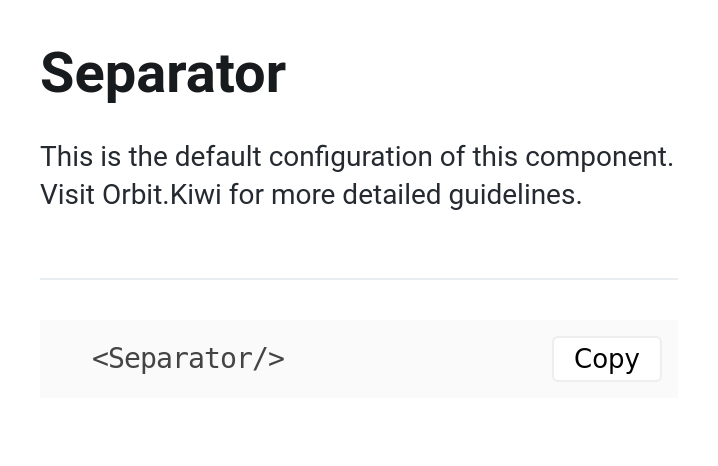 Separator
This is the default configuration of this component.
Visit Orbit.Kiwi for more detailed guidelines.
<Separator/>
Copy